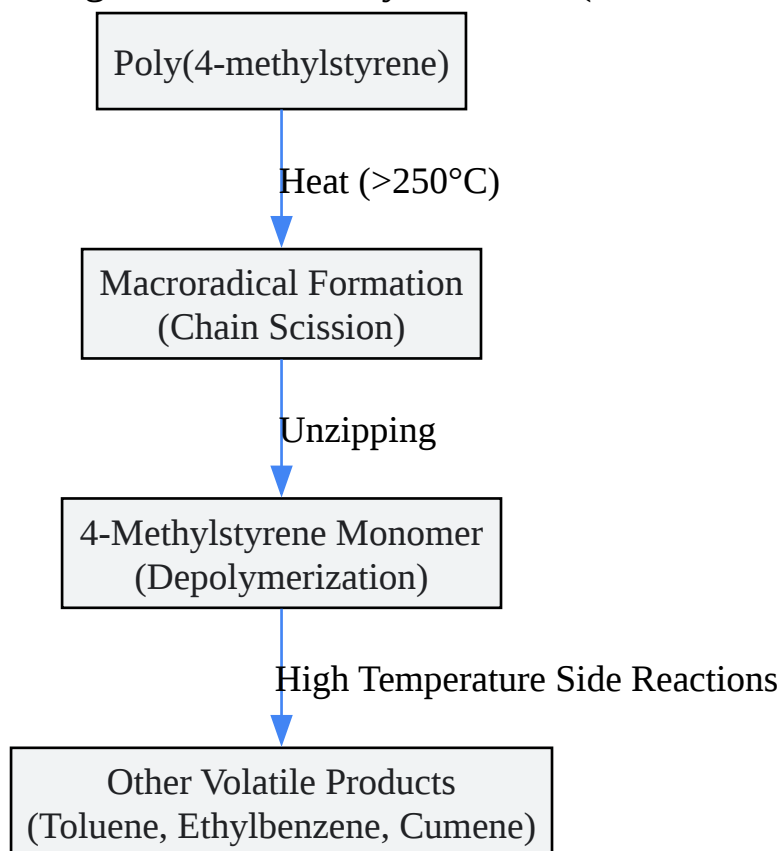 Poly(4-methylstyrene)
Heat (>250°C)
Macroradical Formation
(Chain Scission)
Unzipping
4-Methylstyrene Monomer
(Depolymerization)
High Temperature Side Reactions
Other Volatile Products
(Toluene, Ethylbenzene, Cumene)